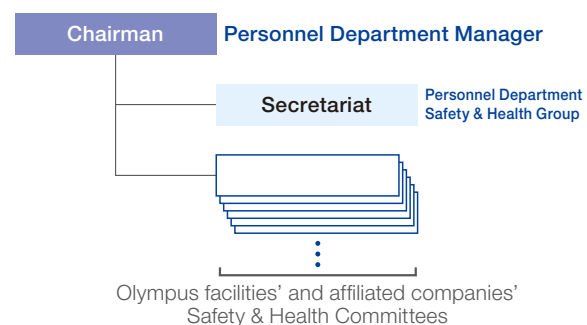 Chairman
Personnel Department Manager
Secretariat
Personnel Department
Safety & Health Group
Olympus facilities’ and affiliated companies’
Safety & Health Committees